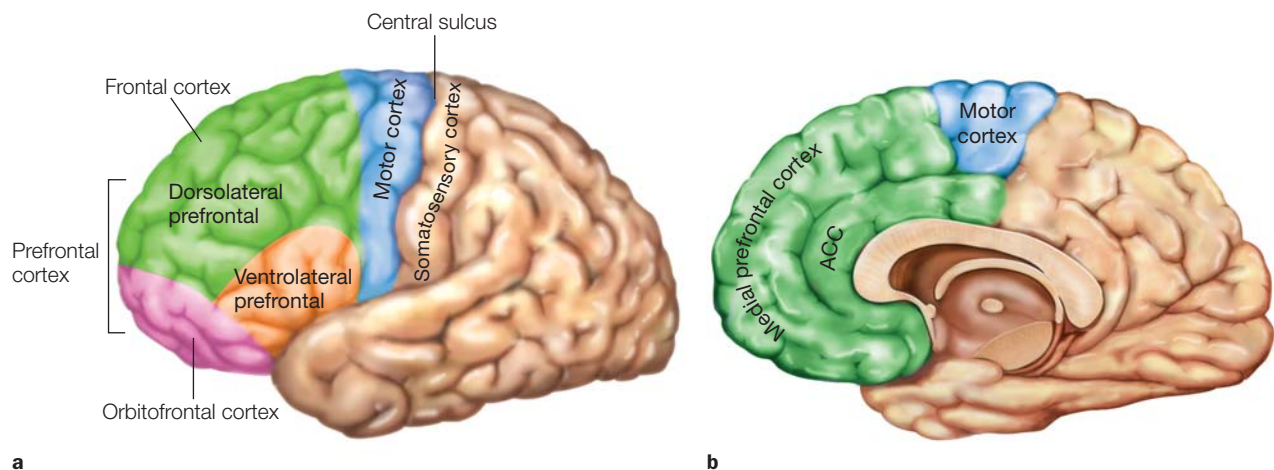 Central sulcus
Frontal cortex
Motor cortex
Somatosensory cortex
Dorsolateral
prefrontal
Prefrontal
cortex
Ventrolateral
prefrontal
Orbitofrontal cortex
a
Motor
cortex
Medial prefrontal cortex
ACC
b